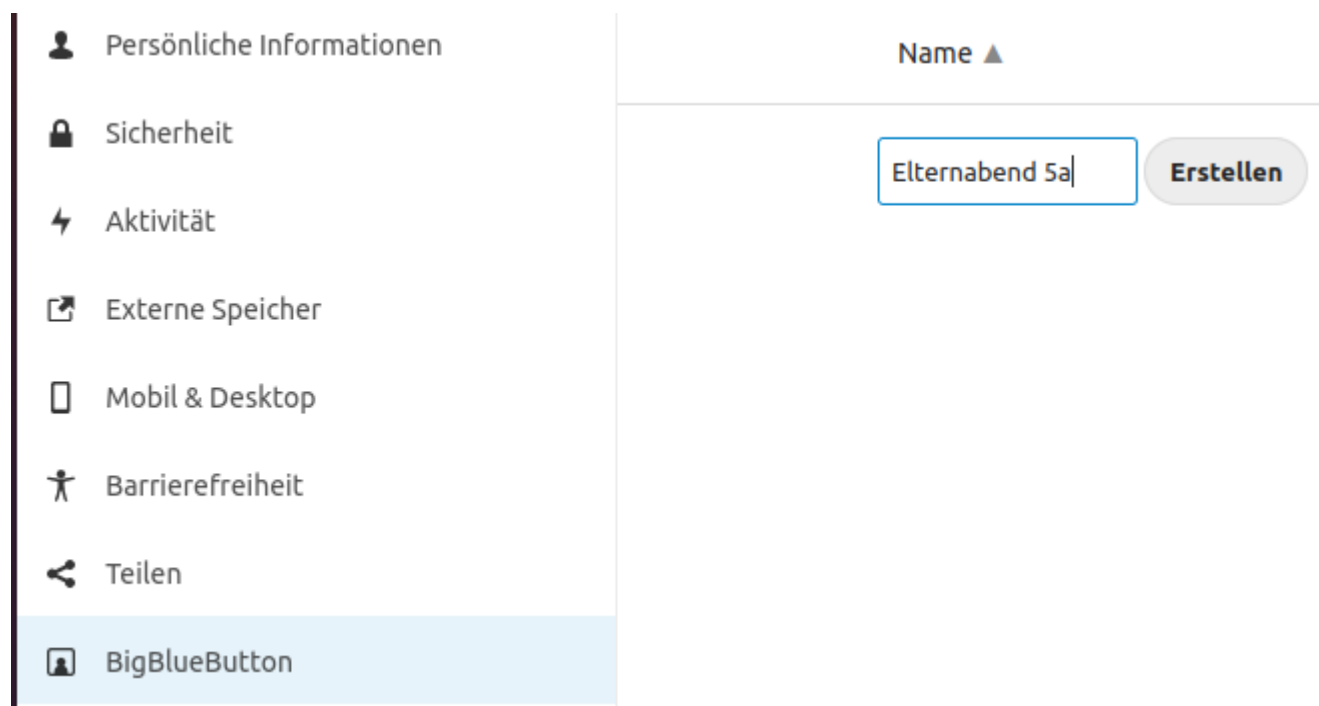 Persönliche Informationen
Sicherheit
Aktivität
Externe Speicher
Mobil & Desktop
Barrierefreiheit
Teilen
BigBlueButton
Name ▲
Elternabend 5a
Erstellen